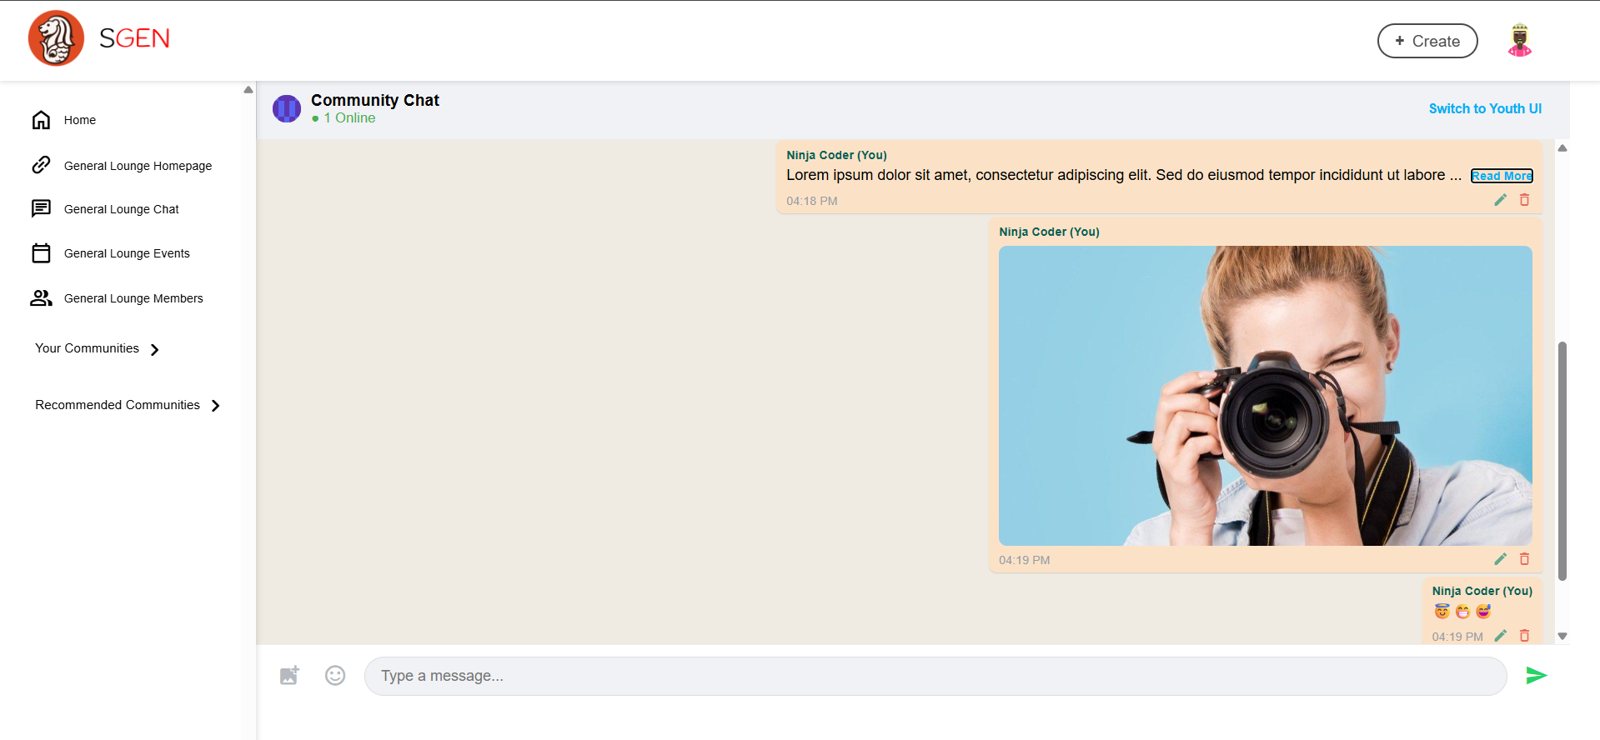 SGEN
+ Create
Home
General Lounge Homepage
General Lounge Chat
General Lounge Events
General Lounge Members
Your Communities
Recommended Communities
Community Chat
1 Online
Switch to Youth UI
Ninja Coder (You)
Lorem ipsum dolor sit amet, consectetur adipiscing elit. Sed do eiusmod tempor incididunt ut labore ... Read More
04:18 PM
Ninja Coder (You)
04:19 PM
Ninja Coder (You)
😇😁😅
04:19 PM
Type a message...